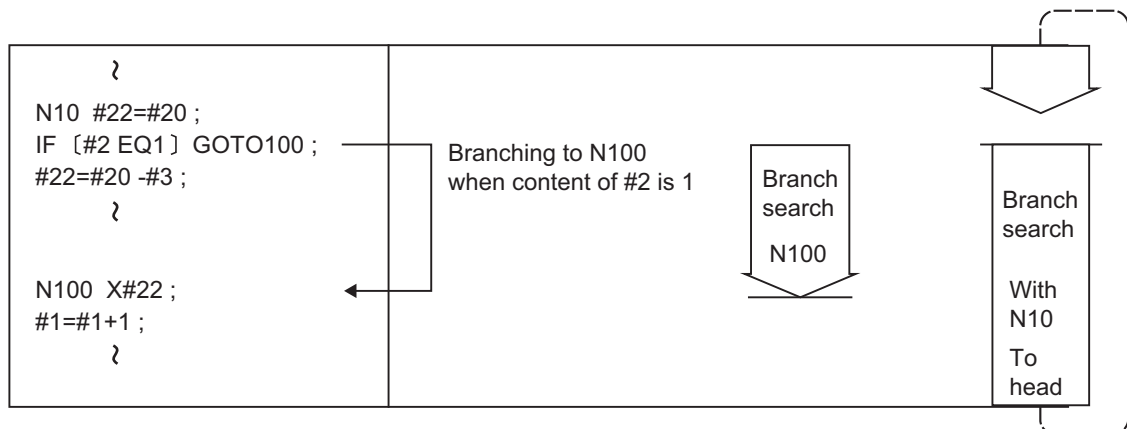 ~
N10 #22=#20 ;
IF 〔#2 EQ1〕 GOTO100 ;
#22=#20 -#3 ;
~
N100 X#22 ;
#1=#1+1 ;
~
Branching to N100
when content of #2 is 1
Branch
search
N100
Branch
search
With
N10
To
head